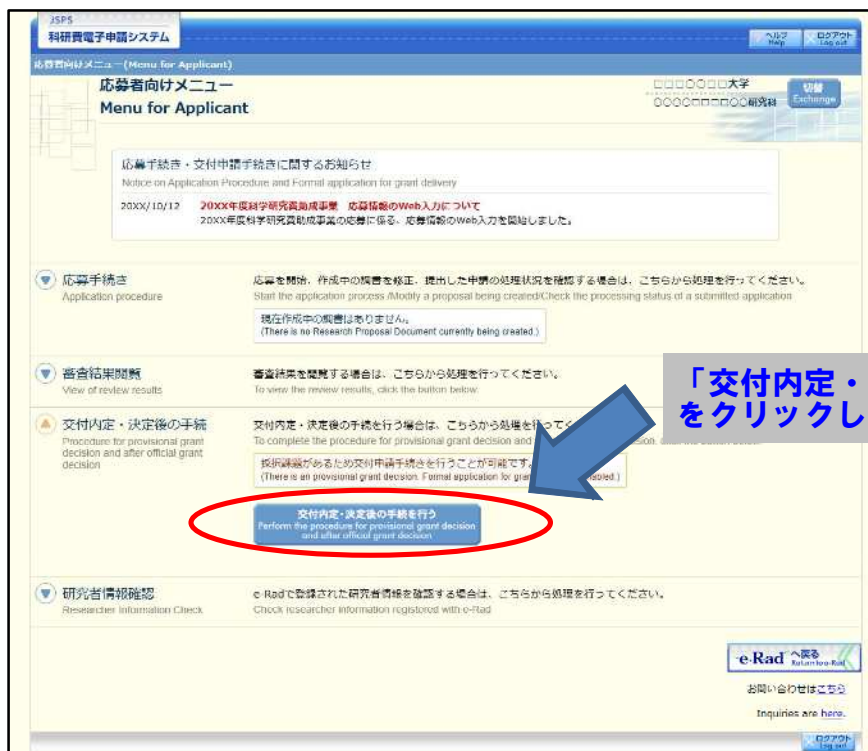 JSPS
科研費電子申請システム
ヘルプ
Help
ログアウト
Log out
応募者向けメニュー(Menu for Applicant)
応募者向けメニュー
Menu for Applicant
□□□□□□□大学
○○○○□□□□○○研究科
切替
Exchange
応募手続き・交付申請手続きに関するお知らせ
Notice on Application Procedure and Formal application for grant delivery
20XX/10/12 20XX年度科学研究費助成事業 応募情報のWeb入力について
20XX年度科学研究費助成事業の応募に係る、応募情報のWeb入力を開始しました。
応募手続き
Application procedure
応募を開始、作成中の調書を修正、提出した申請の処理状況を確認する場合は、こちらから処理を行ってください。
Start the application process /Modify a proposal being created/Check the processing status of a submitted application
現在作成中の調書はありません。
(There is no Research Proposal Document currently being created.)
審査結果閲覧
View of review results
審査結果を閲覧する場合は、こちらから処理を行ってください。
To view the review results, click the button below.
「交付内定・
をクリックし
交付内定・決定後の手続
Procedure for provisional grant
decision and after official grant
decision
交付内定・決定後の手続を行う場合は、こちらから処理を行ってく
To complete the procedure for provisional grant decision and
採択課題があるため交付申請手続きを行うことが可能です。
(There is an provisional grant decision. Formal application for gran
交付内定・決定後の手続を行う
Perform the procedure for provisional grant decision
and after official grant decision
研究者情報確認
Researcher Information Check
e-Radで登録された研究者情報を確認する場合は、こちらから処理を行ってください。
Check researcher information registered with e-Rad
e-Rad へ戻る
Return to e-Rad
お問い合わせはこちら
Inquiries are here.
ログアウト
Log out